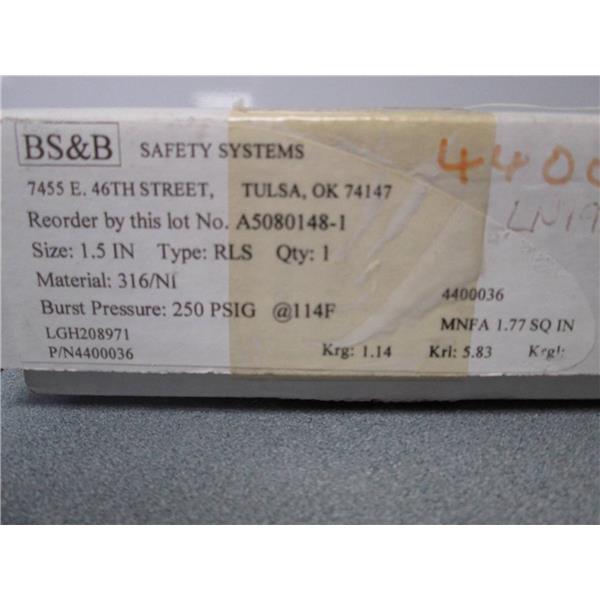 BS&B SAFETY SYSTEMS
7455 E. 46TH STREET, TULSA, OK 74147
Reorder by this lot No. A5080148-1
Size: 1.5 IN Type: RLS Qty: 1
Material: 316/NI
Burst Pressure: 250 PSIG @114F
LGH208971
P/N4400036
4400036
MNFA 1.77 SQ IN
Krg: 1.14 Krl: 5.83 Krgl:
4400
LN19